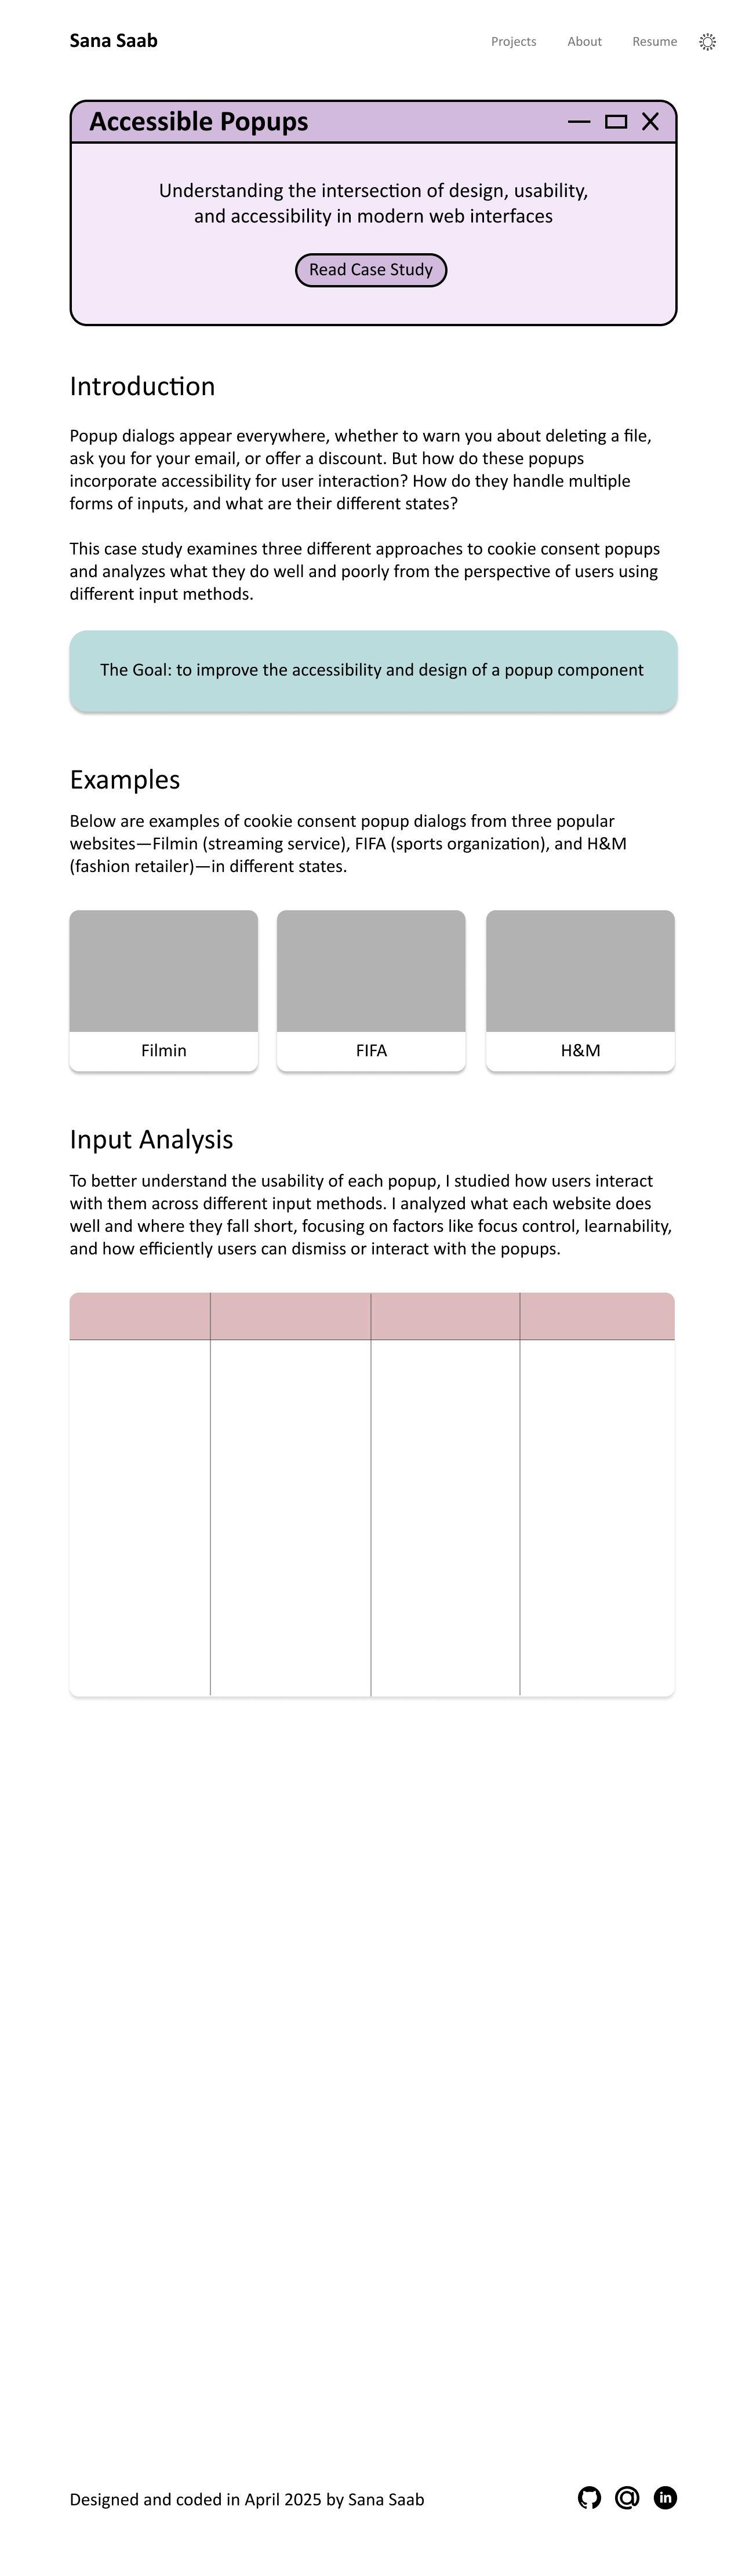 Sana Saab
Projects
About
Resume
Accessible Popups
Understanding the intersection of design, usability,
and accessibility in modern web interfaces
Read Case Study
Introduction
Popup dialogs appear everywhere, whether to warn you about deleting a file,
ask you for your email, or offer a discount. But how do these popups
incorporate accessibility for user interaction? How do they handle multiple
forms of inputs, and what are their different states?
This case study examines three different approaches to cookie consent popups
and analyzes what they do well and poorly from the perspective of users using
different input methods.
The Goal: to improve the accessibility and design of a popup component
Examples
Below are examples of cookie consent popup dialogs from three popular
websites—Filmin (streaming service), FIFA (sports organization), and H&M
(fashion retailer)—in different states.
Filmin
FIFA
H&M
Input Analysis
To better understand the usability of each popup, I studied how users interact
with them across different input methods. I analyzed what each website does
well and where they fall short, focusing on factors like focus control, learnability,
and how efficiently users can dismiss or interact with the popups.
Designed and coded in April 2025 by Sana Saab
@
in